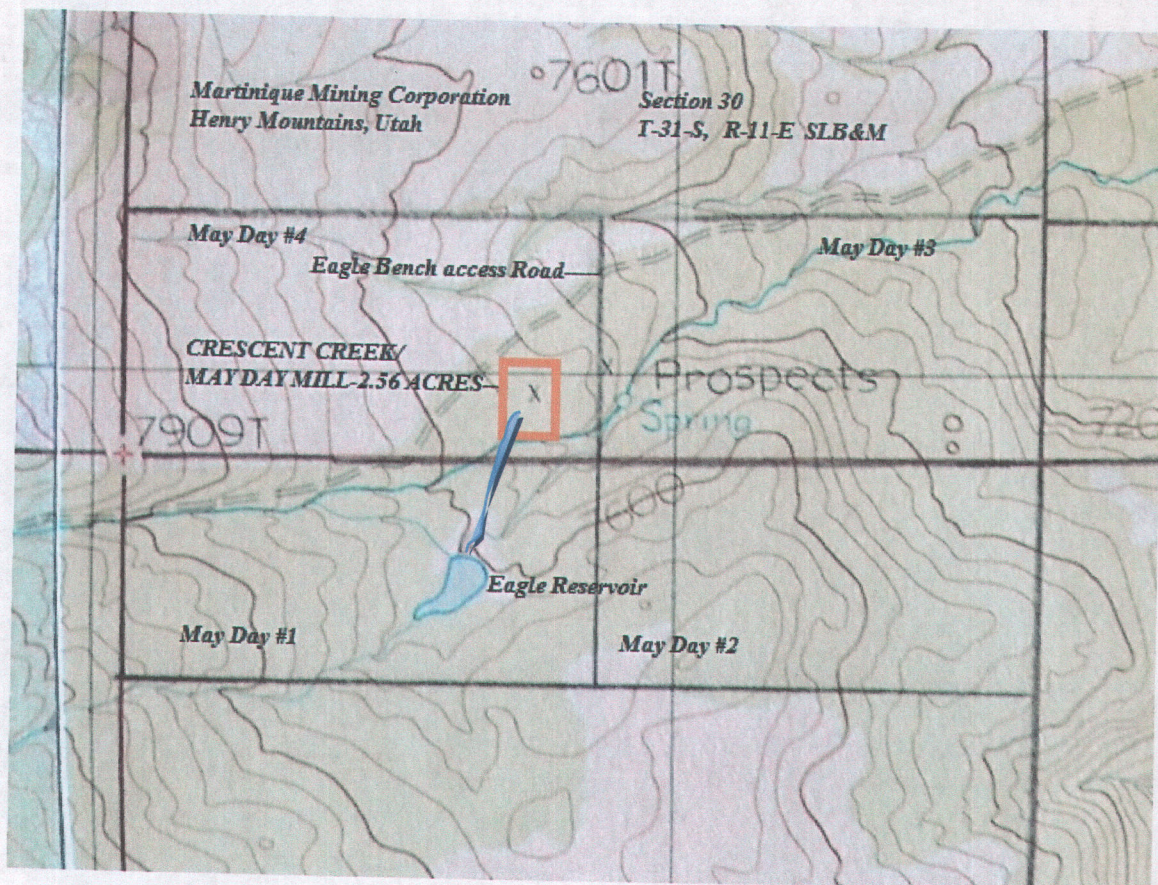 7601T
Martinique Mining Corporation
Henry Mountains, Utah
Section 30
T-31-S, R-11-E SLB&M
May Day #4
May Day #3
Eagle Bench access Road
CRESCENT CREEK/
MAY DAY MILL-2.56 ACRES
X
X
Prospects
Spring
7909T
600
Eagle Reservoir
May Day #1
May Day #2